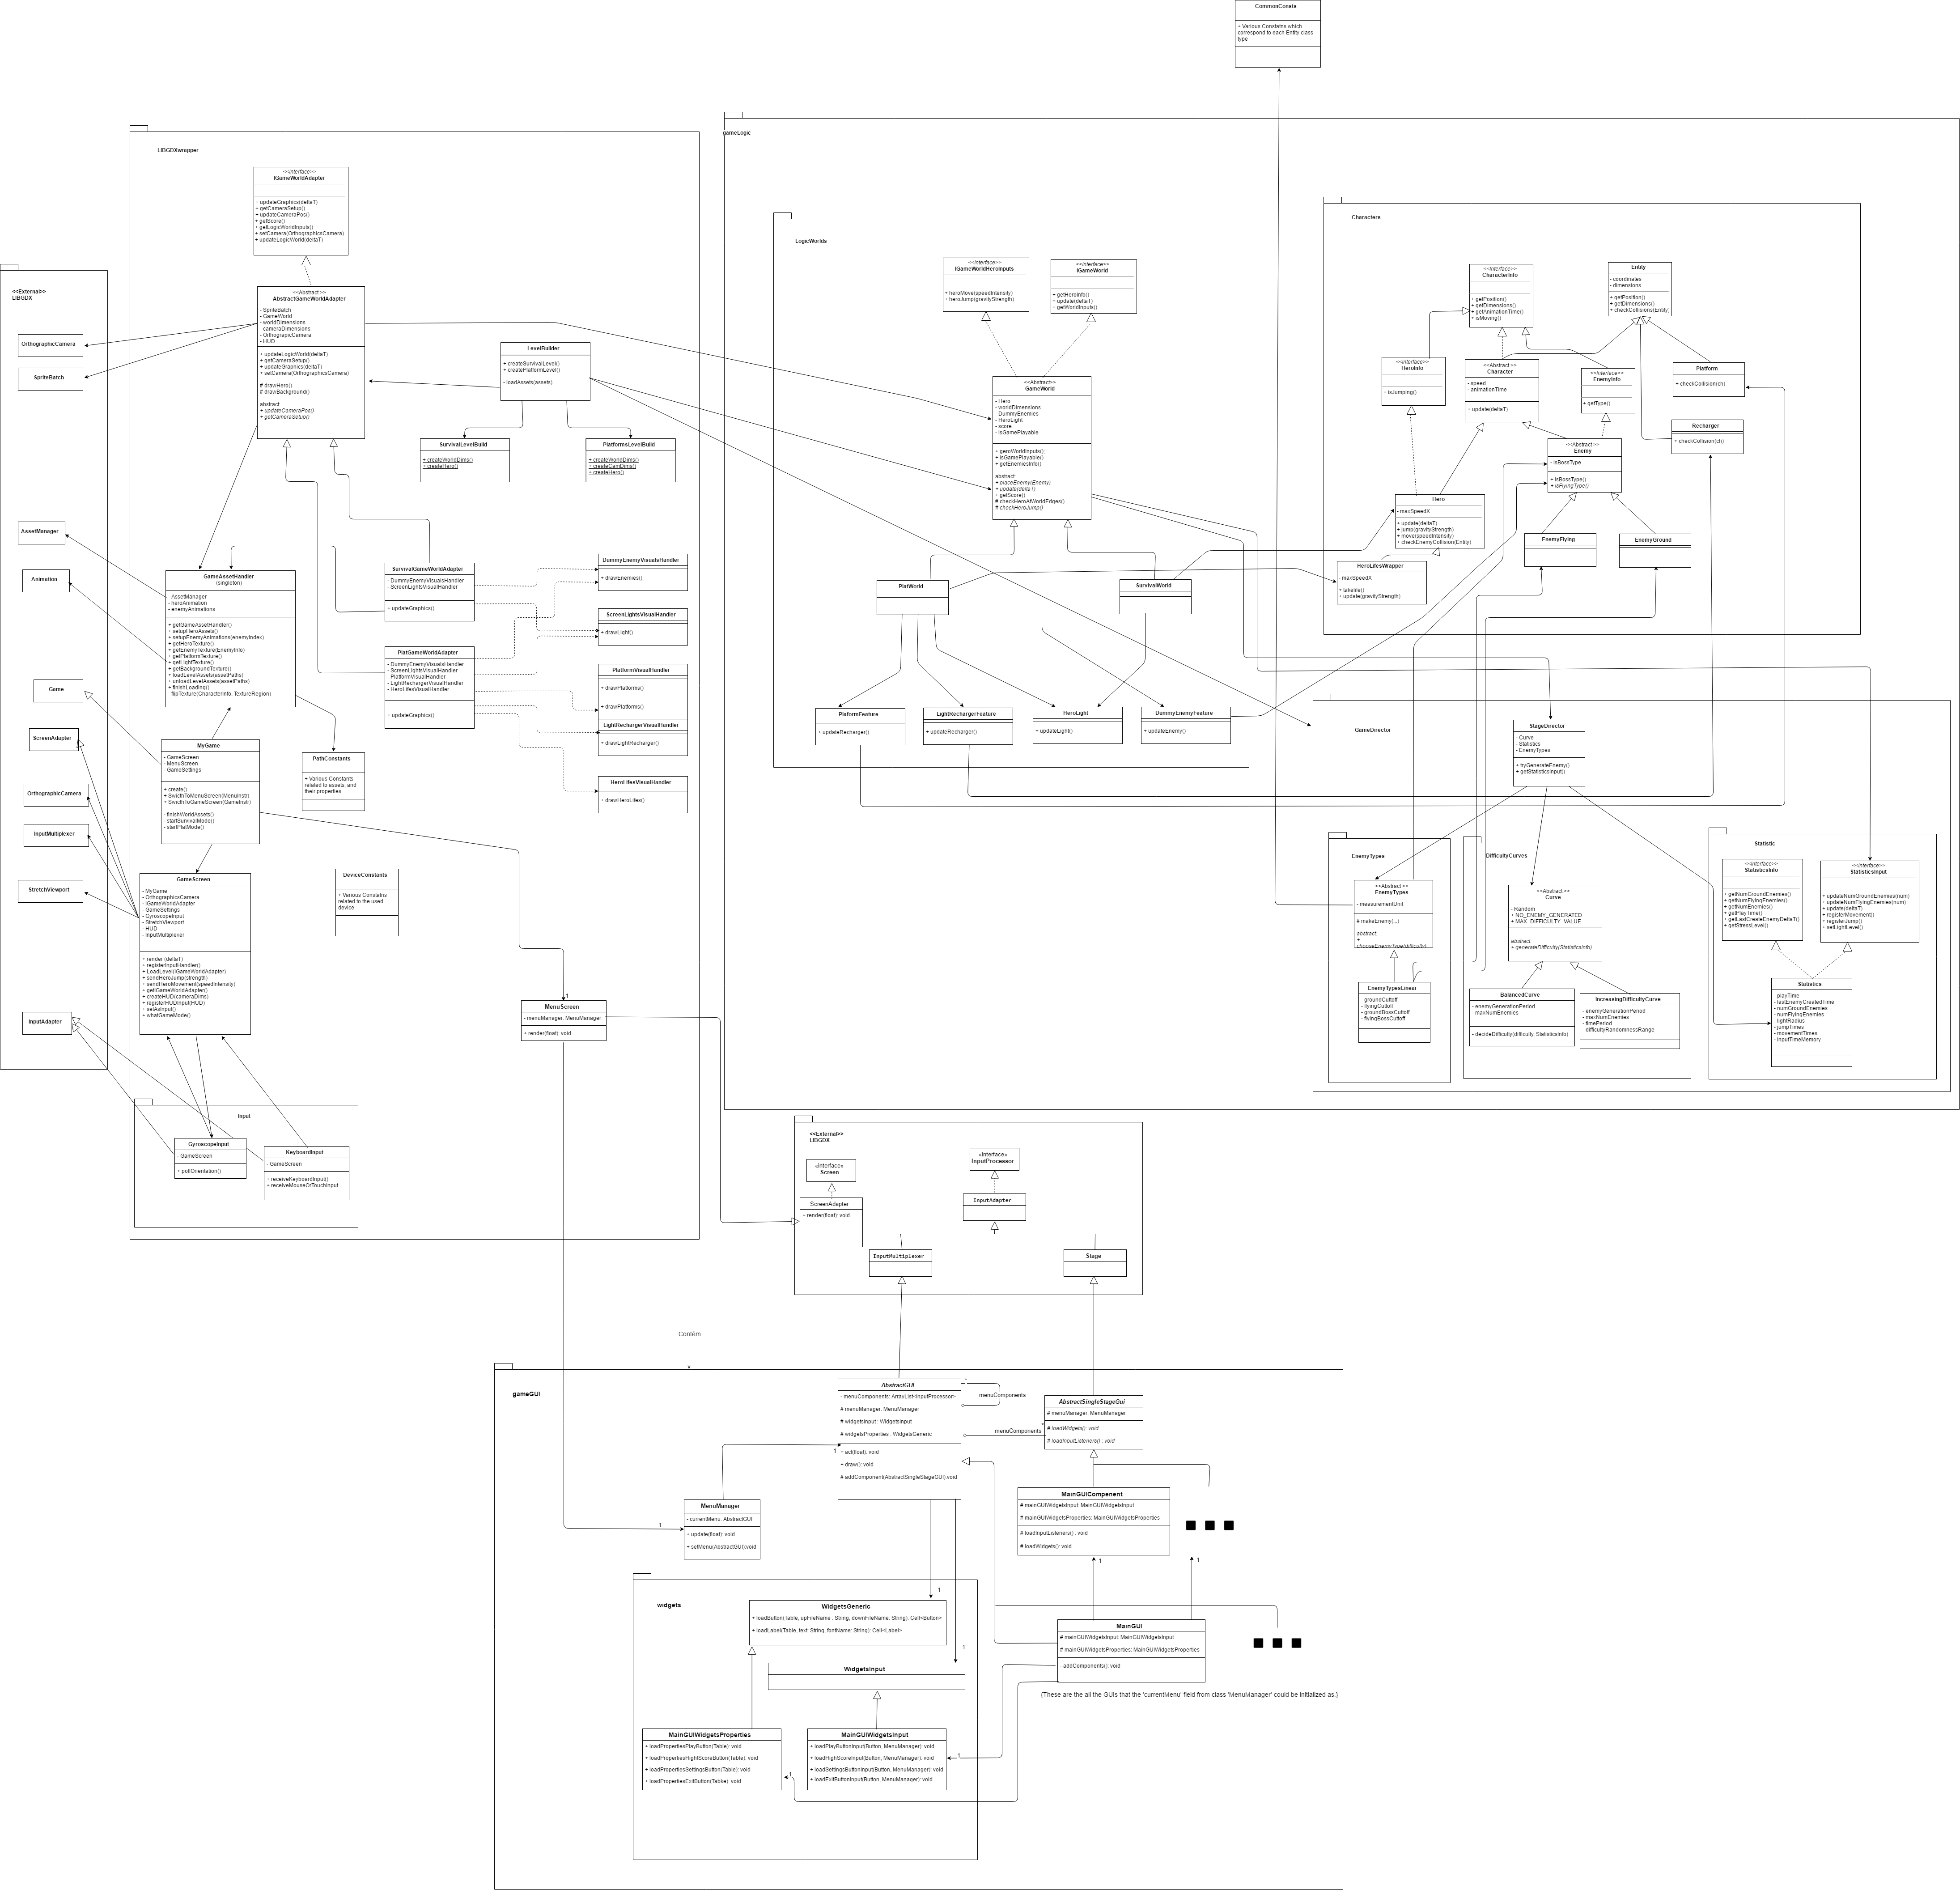 CommonConsts
+ Various Constatns which
correspond to each Entity class
type
gameLogic
LIBGDXwrapper
<<Interface>>
IGameWorldAdapter
+ updateGraphics(deltaT)
+ getCameraSetup()
+ updateCameraPos()
+ getScore()
+ getLogicWorldInputs()
+ setCamera(OrthographicsCamera)
+ updateLogicWorld(deltaT)
<<External>>
LIBGDX
OrthographicCamera
SpriteBatch
AssetManager
Animation
Game
ScreenAdapter
OrthographicCamera
InputMultiplexer
StretchViewport
InputAdapter
<<Abstract >>
AbstractGameWorldAdapter
- SpriteBatch
- GameWorld
- worldDimensions
- cameraDimensions
- OrthograpicCamera
- HUD
+ updateLogicWorld(deltaT)
+ getCameraSetup()
+ updateGraphics(deltaT)
+ setCamera(OrthographicsCamera)
# drawHero()
# drawBackground()
abstract:
+ updateCameraPos()
+ getCameraSetup()
LevelBuilder
+ createSurvivalLevel()
+ createPlatformLevel()
- loadAssets(assets)
SurvivalLevelBuild
+ createWorldDims()
+ createHero()
PlatformsLevelBuild
+ createWorldDims()
+ createCamDims()
+ createHero()
GameAssetHandler
(singleton)
- AssetManager
- heroAnimation
- enemyAnimations
+ getGameAssetHandler()
+ setupHeroAssets()
+ setupEnemyAnimations(enemyIndex)
+ getHeroTexture()
+ getEnemyTexture(EnemyInfo)
+ getPlatformTexture()
+ getLightTexture()
+ getBackgroundTexture()
+ loadLevelAssets(assetPaths)
+ unloadLevelAssets(assetPaths)
+ finishLoading()
- flipTexture(CharacterInfo, TextureRegion)
SurvivalGameWorldAdapter
- DummyEnemyVisualsHandler
- ScreenLightsVisualHandler
+ updateGraphics()
PlatGameWorldAdapter
- DummyEnemyVisualsHandler
- ScreenLightsVisualHandler
- PlatformVisualHandler
- LightRechargerVisualHandler
- HeroLifesVisualHandler
+ updateGraphics()
DummyEnemyVisualsHandler
+ drawEnemies()
ScreenLightsVisualHandler
+ drawLight()
PlatformVisualHandler
+ drawPlatforms()
+ drawPlatforms()
LightRechargerVisualHandler
+ drawLightRecharger()
HeroLifesVisualHandler
+ drawHeroLifes()
MyGame
- GameScreen
- MenuScreen
- GameSettings
+ create()
+ SwicthToMenuScreen(MenuInstr)
+ SwicthToGameScreen(GameInstr)
- finishWorldAssets()
- startSurvivalMode()
- startPlatMode()
PathConstants
+ Various Constants
related to assets, and
their properties
DeviceConstants
+ Various Constatns
related to the used
device
GameScreen
- MyGame
- OrthographicsCamera
- IGameWorldAdapter
- GameSettings
- GyroscopeInput
- StretchViewport
- HUD
- InputMultiplexer
+ render (deltaT)
+ registerInputHandler()
+ LoadLevel(IGameWorldAdapter)
+ sendHeroJump(strength)
+ sendHeroMovement(speedIntensity)
+ getIGameWorldAdapter()
+ createHUD(cameraDims)
+ registerHUDInput(HUD)
+ setAsInput()
+ whatGameMode()
1
MenuScreen
- menuManager: MenuManager
+ render(float): void
Input
GyroscopeInput
- GameScreen
+ pollOrientation()
KeyboardInput
- GameScreen
+ receiveKeyboardInput()
+ receiveMouseOrTouchInput
LogicWorlds
<<Interface>>
IGameWorldHeroInputs
+ heroMove(speedIntensity)
+ heroJump(gravityStrength)
<<Interface>>
IGameWorld
+ getHeroInfo()
+ update(deltaT)
+ getWorldInputs()
<<Abstract>>
GameWorld
- Hero
- worldDimensions
- DummyEnemies
- HeroLight
- score
- isGamePlayable
+ geroWorldInputs();
+ isGamePlayable()
+ getEnemiesInfo()
abstract:
+ placeEnemy(Enemy)
+ update(deltaT)
+ getScore()
# checkHeroAtWorldEdges()
# checkHeroJump()
PlatWorld
SurvivalWorld
PlaformFeature
+ updateRecharger()
LightRechargerFeature
+ updateRecharger()
HeroLight
+ updateLight()
DummyEnemyFeature
+ updateEnemy()
Characters
<<Interface>>
CharacterInfo
+ getPosition()
+ getDimensions()
+ getAnimationTime()
+ isMoving()
Entity
- coordinates
- dimensions
+ getPosition()
+ getDimensions()
+ checkCollisions(Entity)
<<Interface>>
HeroInfo
+ isJumping()
<<Abstract >>
Character
- speed
- animationTime
+ update(deltaT)
<<Interface>>
EnemyInfo
+ getType()
Platform
+ checkCollision(ch)
Recharger
+ checkCollision(ch)
<<Abstract >>
Enemy
- isBossType
+ isBossType()
+ isFlyingType()
Hero
- maxSpeedX
+ update(deltaT)
+ jump(gravityStrength)
+ move(speedIntensity)
+ checkEnemyCollision(Entity)
EnemyFlying
EnemyGround
HeroLifesWrapper
- maxSpeedX
+ takelife()
+ update(gravityStrength)
GameDirector
StageDirector
- Curve
- Statistics
- EnemyTypes
+ tryGenerateEnemy()
+ getStatisticsInput()
EnemyTypes
<<Abstract >>
EnemyTypes
- measurementUnit
# makeEnemy(...)
abstract:
+
chooseEnemyType(difficulty)
EnemyTypesLinear
- groundCuttoff
- flyingCuttoff
- groundBossCuttoff
- flyingBossCuttoff
DifficultyCurves
<<Abstract >>
Curve
- Random
+ NO_ENEMY_GENERATED
+ MAX_DIFFICULTY_VALUE
abstract:
+ generateDifficulty(StatisticsInfo)
BalancedCurve
- enemyGenerationPeriod
- maxNumEnemies
- decideDifficulty(difficulty, StatisticsInfo)
IncreasingDifficultyCurve
- enemyGenerationPeriod
- maxNumEnemies
- timePeriod
- difficultyRandomnessRange
Statistic
<<Interface>>
StatisticsInfo
+ getNumGroundEnemies()
+ getNumFlyingEnemies()
+ getNumEnemies()
+ getPlayTime()
+ getLastCreateEnemyDeltaT()
+ getStressLevel()
<<Interface>>
StatisticsInput
+ updateNumGroundEnemies(num)
+ updateNumFlyingEnemies(num)
+ update(deltaT)
+ registerMovement()
+ registerJump()
+ setLightLevel()
Statistics
- playTime
- lastEnemyCreatedTime
- numGroundEnemies
- numFlyingEnemies
- lightRadius
- jumpTimes
- movementTimes
- inputTimeMemory
<<External>>
LIBGDX
«interface»
Screen
ScreenAdapter
+ render(float): void
«interface»
InputProcessor
InputAdapter
InputMultiplexer
Stage
Contém
gameGUI
AbstractGUI
- menuComponents: ArrayList<InputProcessor>
# menuManager: MenuManager
# widgetsInput : WidgetsInput
# widgetsProperties : WidgetsGeneric
+ act(float): void
+ draw(): void
# addComponent(AbstractSingleStageGUI):void
*
menuComponents
menuComponents
*
AbstractSingleStageGui
# menuManager: MenuManager
# loadWidgets(): void
# loadInputListeners() : void
1
MenuManager
- currentMenu: AbstractGUI
+ update(float): void
+ setMenu(AbstractGUI):void
1
MainGUIComponent
# mainGUIWidgetsInput: MainGUIWidgetsInput
# mainGUIWidgetsProperties: MainGUIWidgetsProperties
# loadInputListeners() : void
# loadWidgets(): void
1
1
widgets
1
WidgetsGeneric
+ loadButton(Table, upFileName : String, downFileName: String): Cell<Button>
+ loadLabel(Table, text: String, fontName: String): Cell<Label>
1
WidgetsInput
MainGUI
# mainGUIWidgetsInput: MainGUIWidgetsInput
# mainGUIWidgetsProperties: MainGUIWidgetsProperties
- addComponents(): void
{These are the all the GUIs that the 'currentMenu' field from class 'MenuManager' could be initialized as.}
MainGUIWidgetsProperties
+ loadPropertiesPlayButton(Table): void
+ loadPropertiesHightScoreButton(Table): void
+ loadPropertiesSettingsButton(Table): void
+ loadPropertiesExitButton(Tabke): void
MainGUIWidgetsInput
+ loadPlayButtonInput(Button, MenuManager): void
+ loadHighScoreInput(Button, MenuManager): void
+ loadSettingsButtonInput(Button, MenuManager): void
+ loadExitButtonInput(Button, MenuManager): void
1
1